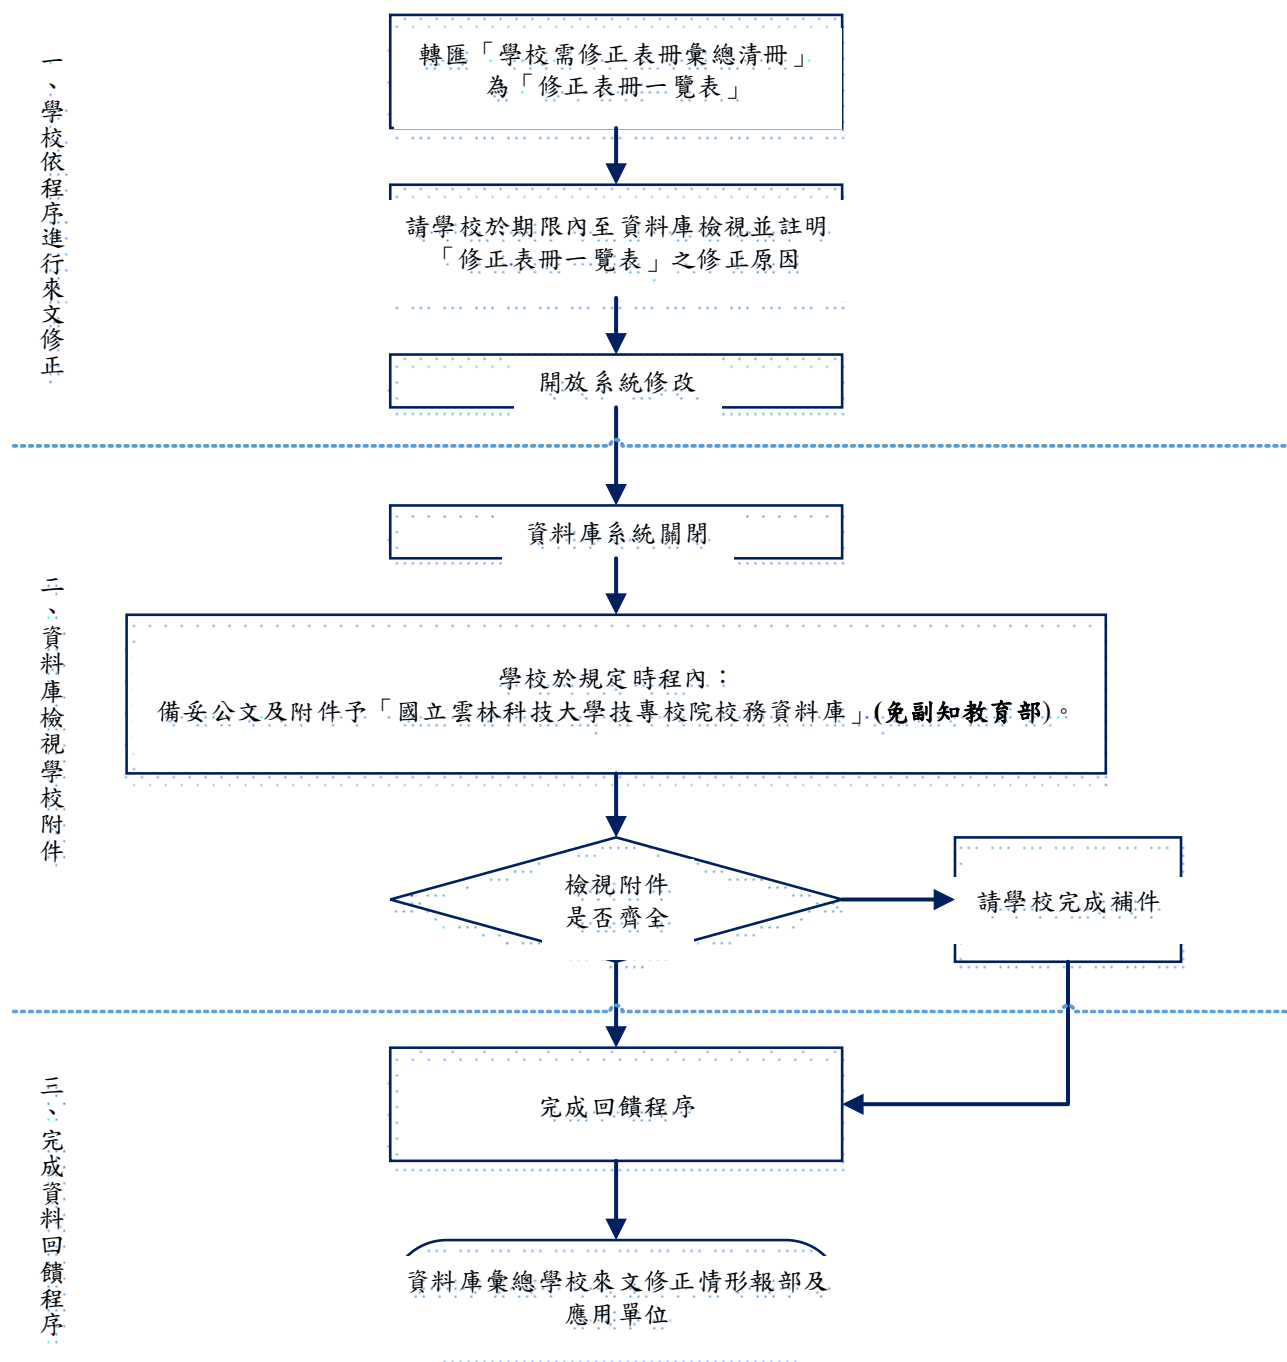 一、學校依程序進行來文修正
轉匯「學校需修正表冊彙總清冊」
為「修正表冊一覽表」
請學校於期限內至資料庫檢視並註明
「修正表冊一覽表」之修正原因
開放系統修改
二、資料庫檢視學校附件
資料庫系統關閉
學校於規定時程內：
備妥公文及附件予「國立雲林科技大學技專校院校務資料庫」(免副知教育部)。
檢視附件
是否齊全
請學校完成補件
三、完成資料回饋程序
完成回饋程序
資料庫彙總學校來文修正情形報部及
應用單位